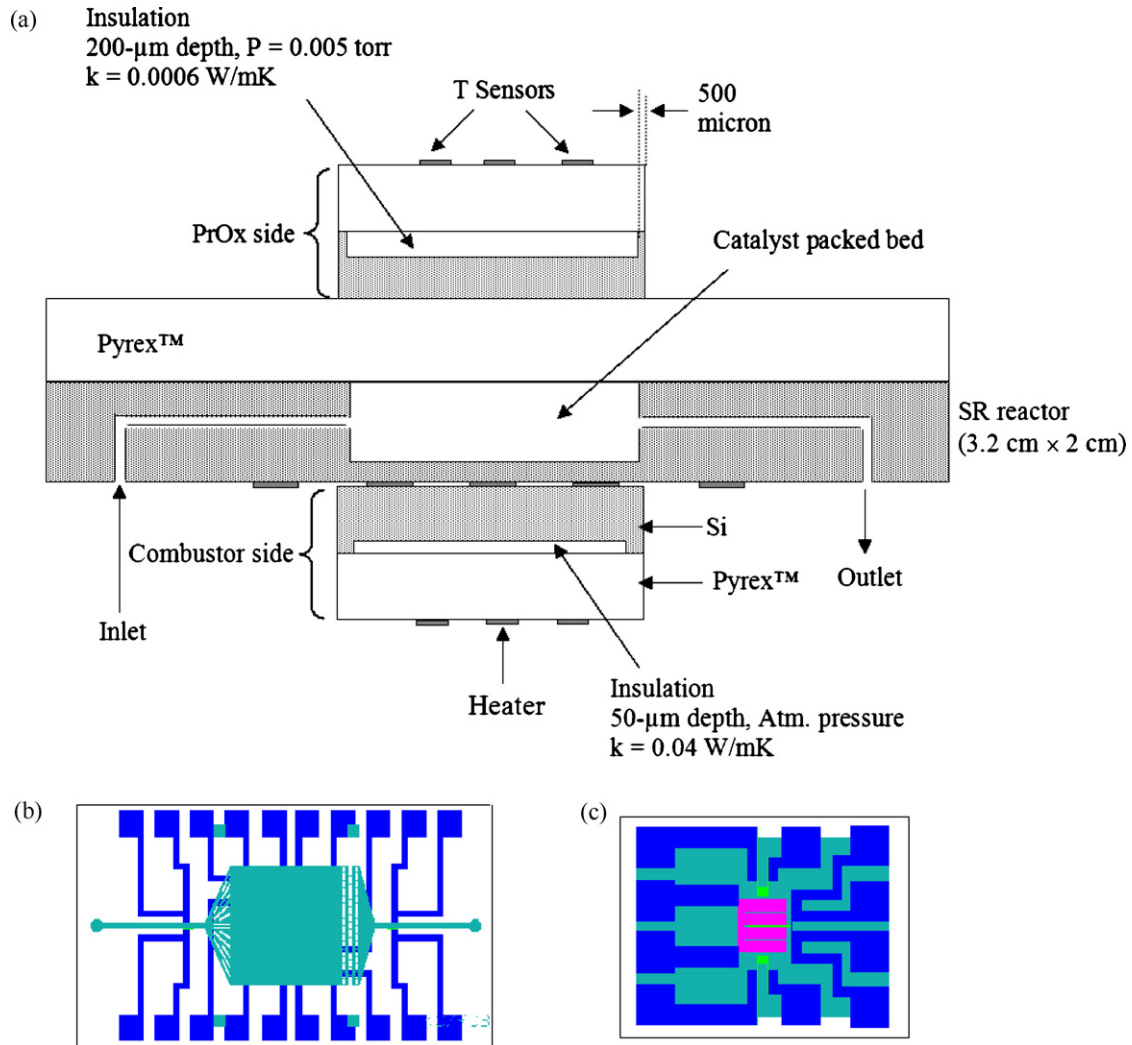 (a)
Insulation
200-µm depth, P = 0.005 torr
k = 0.0006 W/mK
T Sensors
500
micron
PrOx side
Catalyst packed bed
Pyrex™
SR reactor
(3.2 cm × 2 cm)
Combustor side
Si
Pyrex™
Outlet
Inlet
Heater
Insulation
50-µm depth, Atm. pressure
k = 0.04 W/mK
(b)
(c)